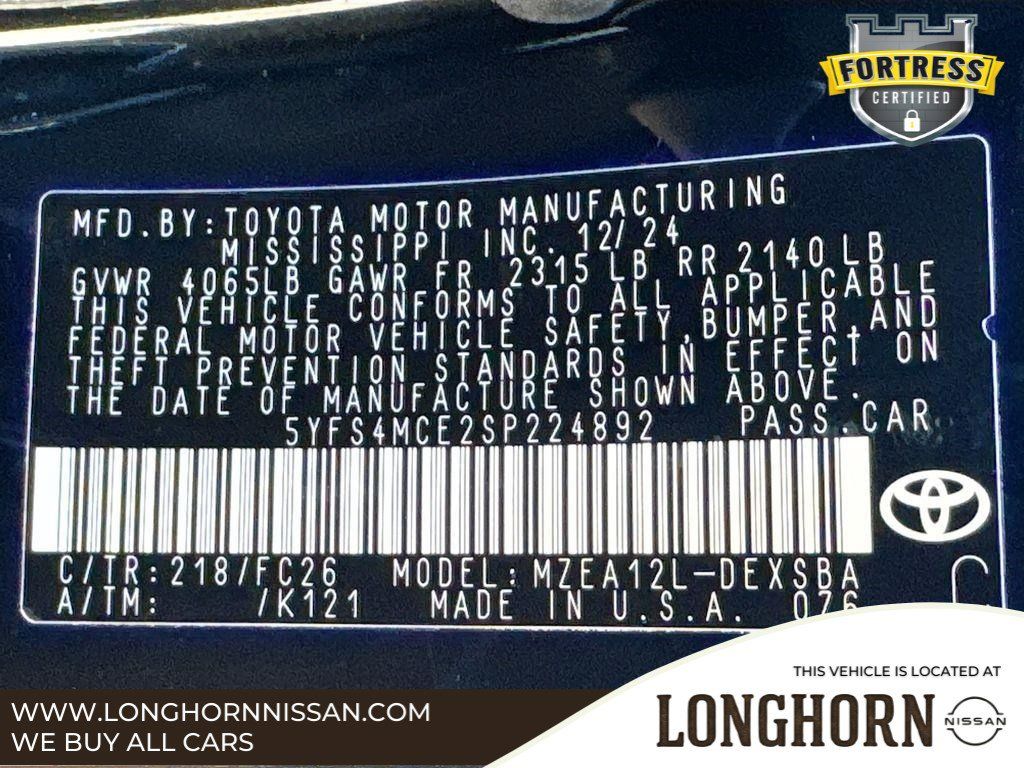 FORTRESS
CERTIFIED
MFD.BY:TOYOTA MOTOR MANUFACTURING
MISSISSIPPI INC. 12/24
GVWR 4065LB GAWR FR 2315 LB RR 2140 LB
THIS VEHICLE CONFORMS TO ALL APPLICABLE
FEDERAL MOTOR VEHICLE SAFETY,BUMPER,AND
THEFT PREVENTION STANDARDS IN EFFECT ON
THE DATE OF MANUFACTURE SHOWN ABOVE.
5YFS4MCE2SP224892 PASS.CAR
C/TR:218/FC26 MODEL:MZEA12L-DEXSBA
A/TM: /K121 MADE IN U.S.A. 0Z6
C
THIS VEHICLE IS LOCATED AT
LONGHORN NISSAN
WWW.LONGHORNNISSAN.COM
WE BUY ALL CARS